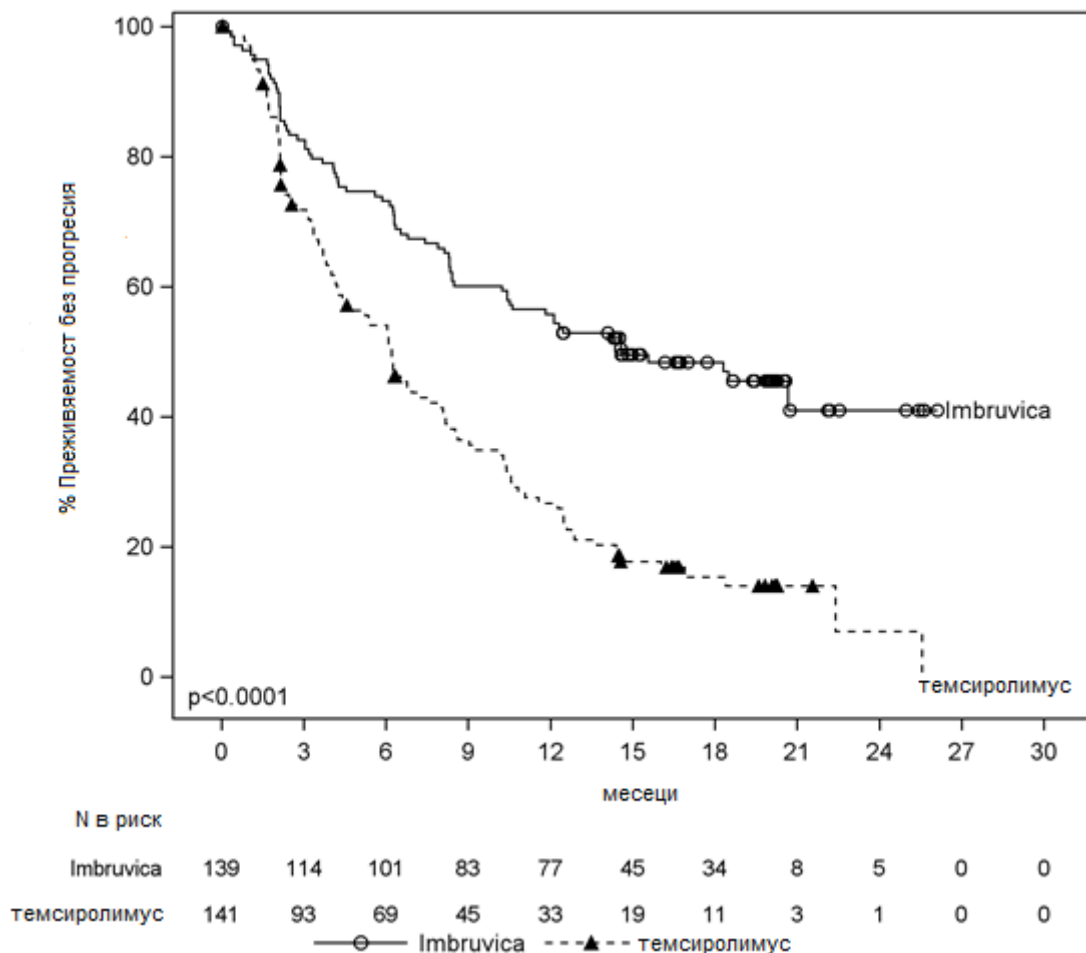 % Преживяемост без прогресия
100
80
60
40
20
0
Imbruvica
темсиролимус
p<0.0001
0 3 6 9 12 15 18 21 24 27 30
месеци
N в риск
Imbruvica 139 114 101 83 77 45 34 8 5 0 0
темсиролимус 141 93 69 45 33 19 11 3 1 0 0
Imbruvica темсиролимус